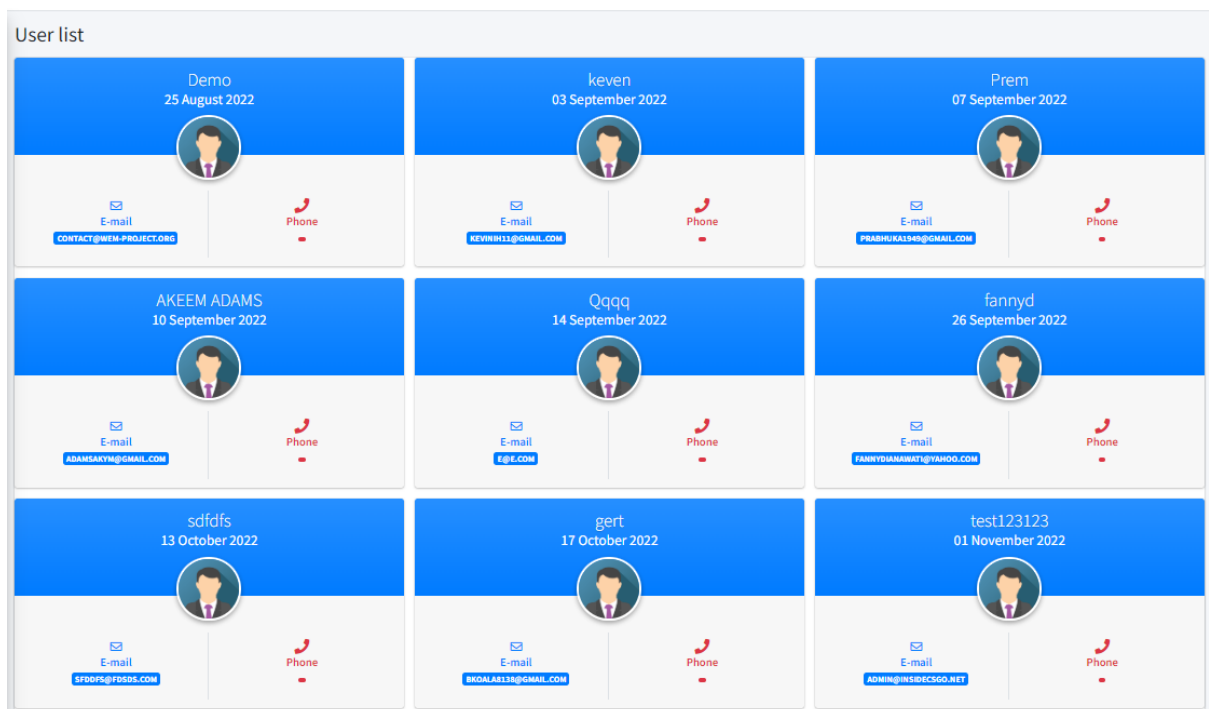 User list
Demo
25 August 2022
E-mail
CONTACT@WEM-PROJECT.ORG
Phone
-
keven
03 September 2022
E-mail
KEVINIH11@GMAIL.COM
Phone
-
Prem
07 September 2022
E-mail
PRABHUKA1949@GMAIL.COM
Phone
-
AKEEM ADAMS
10 September 2022
E-mail
ADAMSAKYM@GMAIL.COM
Phone
-
Qqqq
14 September 2022
E-mail
E@E.COM
Phone
-
fannyd
26 September 2022
E-mail
FANNYDIANAWATI@YAHOO.COM
Phone
-
sdfdfs
13 October 2022
E-mail
SFDDFS@FDSDS.COM
Phone
-
gert
17 October 2022
E-mail
BKOALA8138@GMAIL.COM
Phone
-
test123123
01 November 2022
E-mail
ADMIN@INSIDECSGO.NET
Phone
-